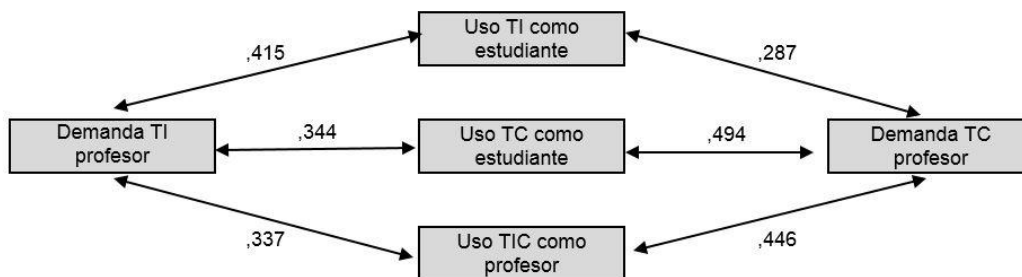 Uso TI como
estudiante
,415
,287
Demanda TI
profesor
,344
Uso TC como
estudiante
,494
Demanda TC
profesor
,337
Uso TIC como
profesor
,446